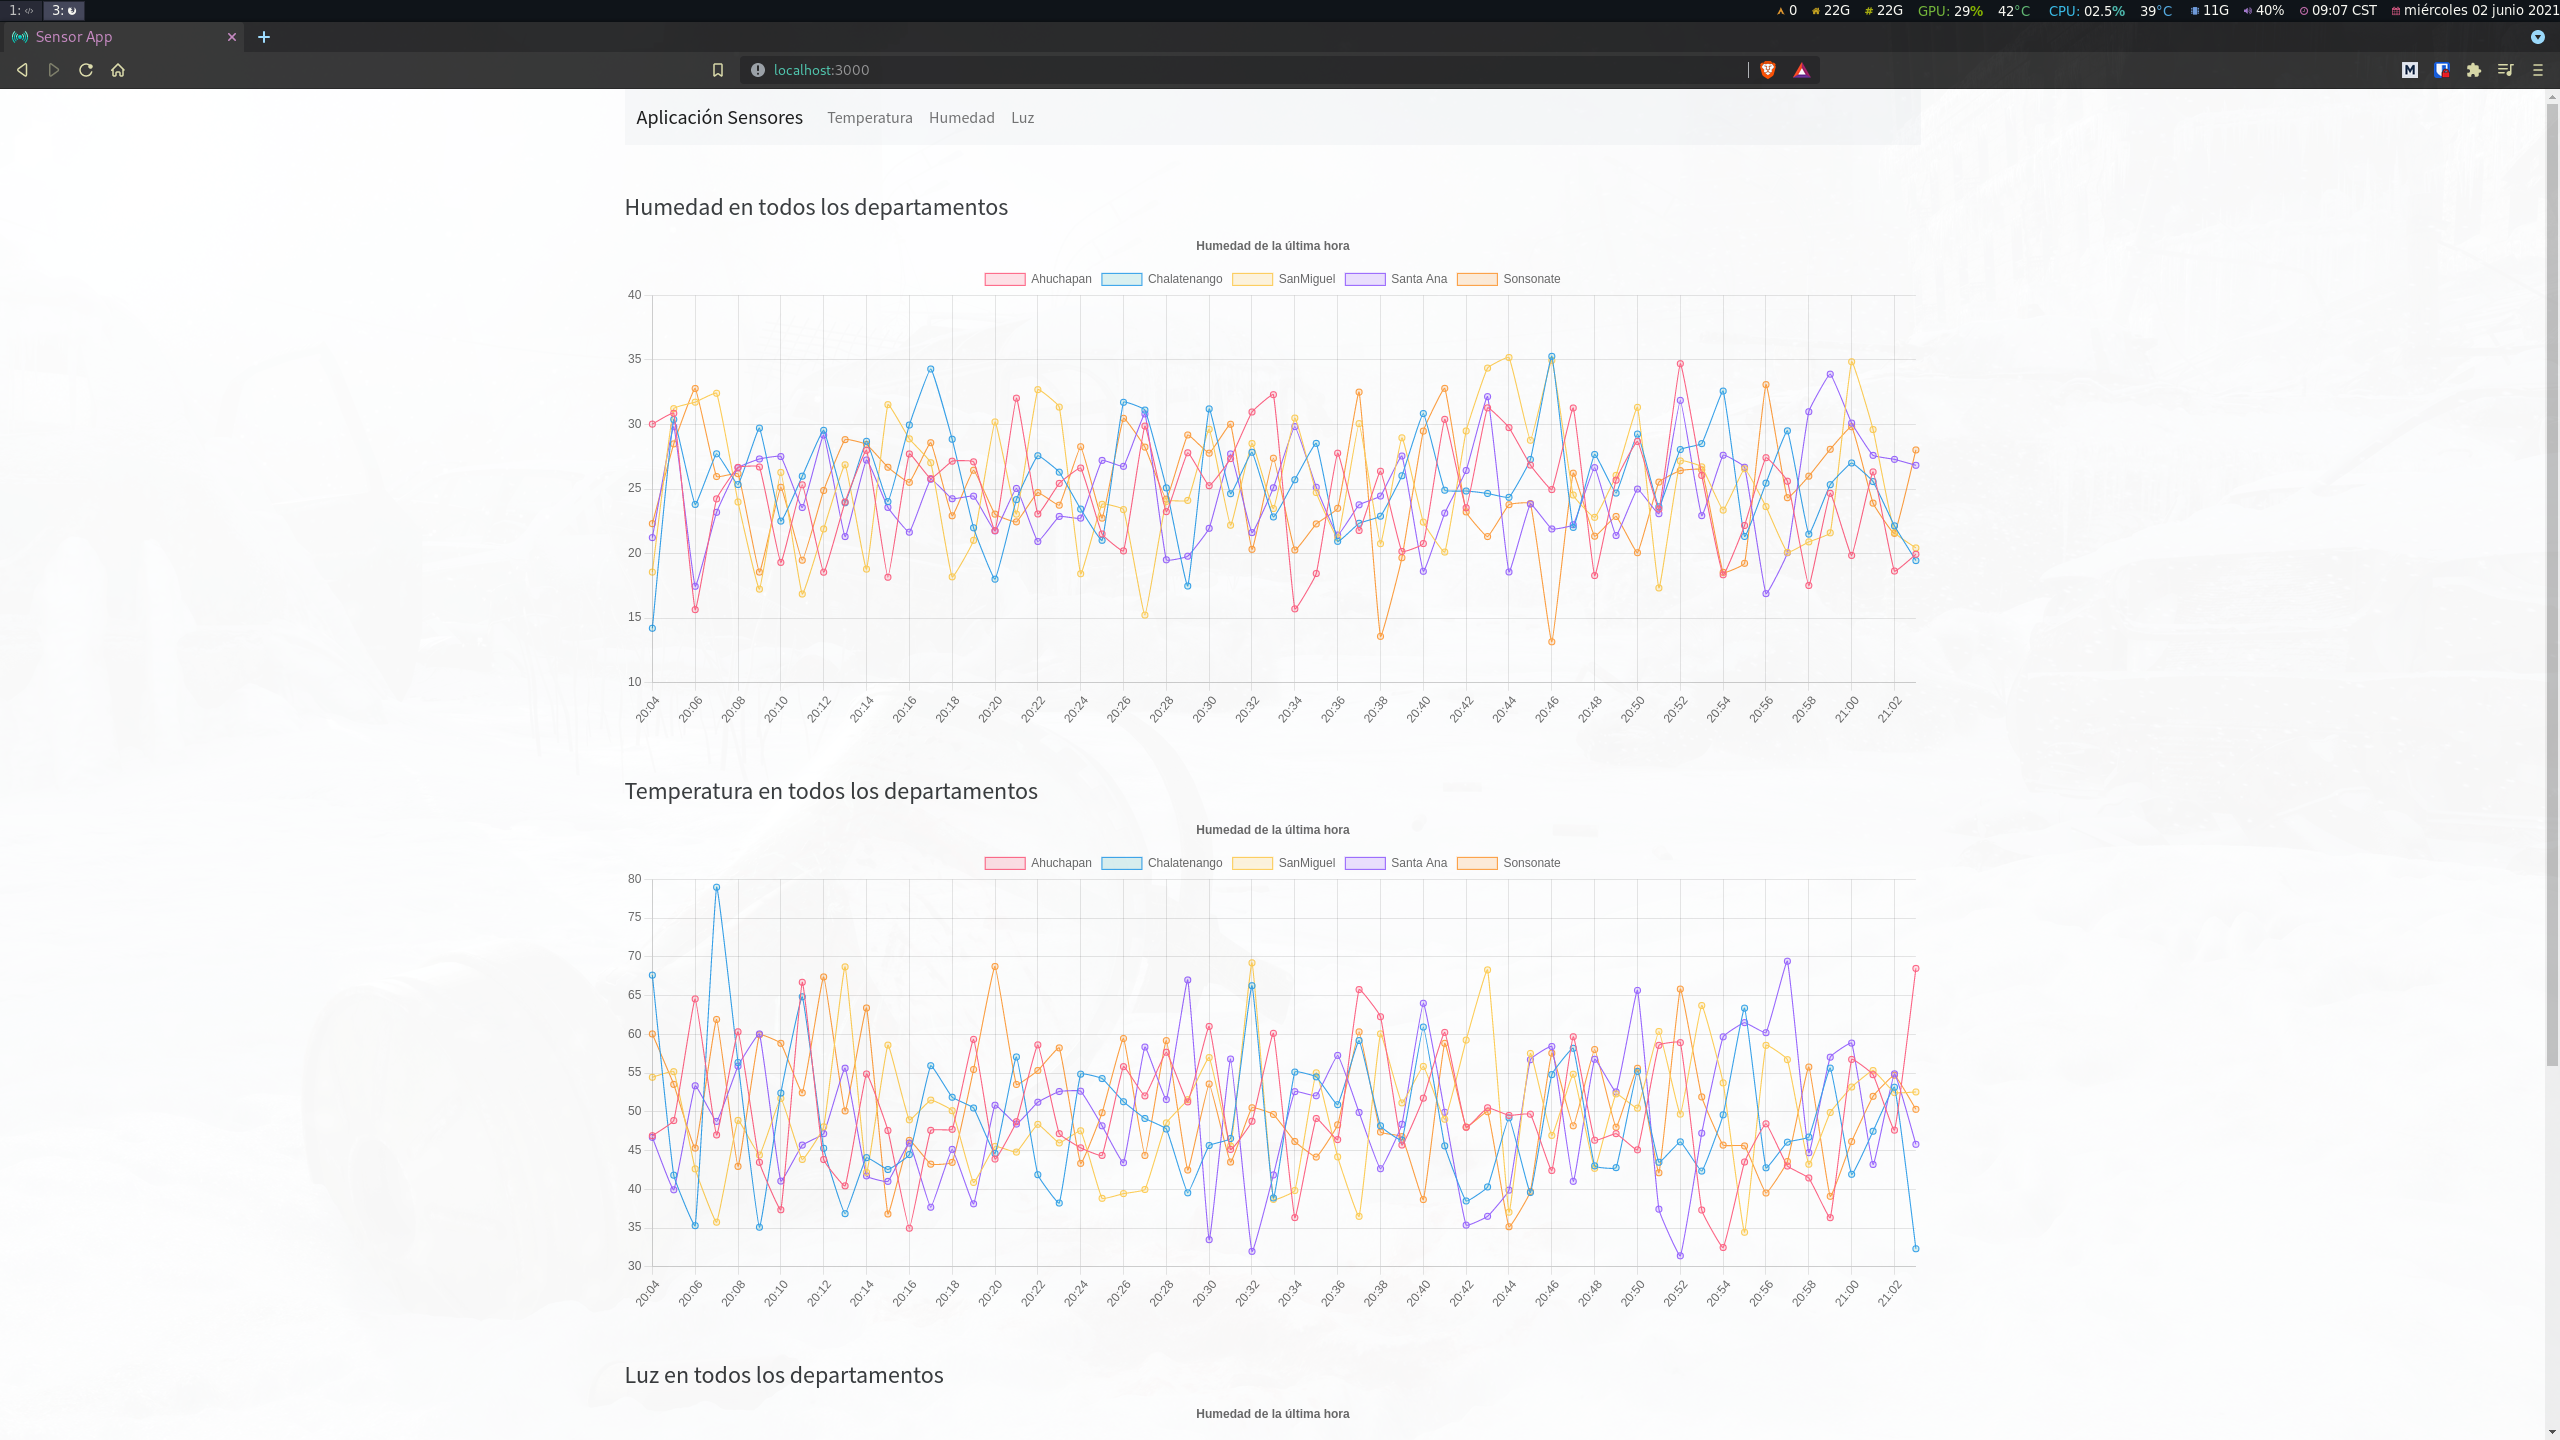 1: 3: 0 22G 22G GPU: 29% 42°C CPU: 02.5% 39°C 11G 40% 09:07 CST miércoles 02 junio 2021
Sensor App
localhost:3000 M
Aplicación Sensores Temperatura Humedad Luz
Humedad en todos los departamentos
Humedad de la última hora
Ahuchapan Chalatenango SanMiguel Santa Ana Sonsonate
40
35
30
25
20
15
10
20:04 20:06 20:08 20:10 20:12 20:14 20:16 20:18 20:20 20:22 20:24 20:26 20:28 20:30 20:32 20:34 20:36 20:38 20:40 20:42 20:44 20:46 20:48 20:50 20:52 20:54 20:56 20:58 21:00 21:02
Temperatura en todos los departamentos
Humedad de la última hora
Ahuchapan Chalatenango SanMiguel Santa Ana Sonsonate
80
75
70
65
60
55
50
45
40
35
30
20:04 20:06 20:08 20:10 20:12 20:14 20:16 20:18 20:20 20:22 20:24 20:26 20:28 20:30 20:32 20:34 20:36 20:38 20:40 20:42 20:44 20:46 20:48 20:50 20:52 20:54 20:56 20:58 21:00 21:02
Luz en todos los departamentos
Humedad de la última hora